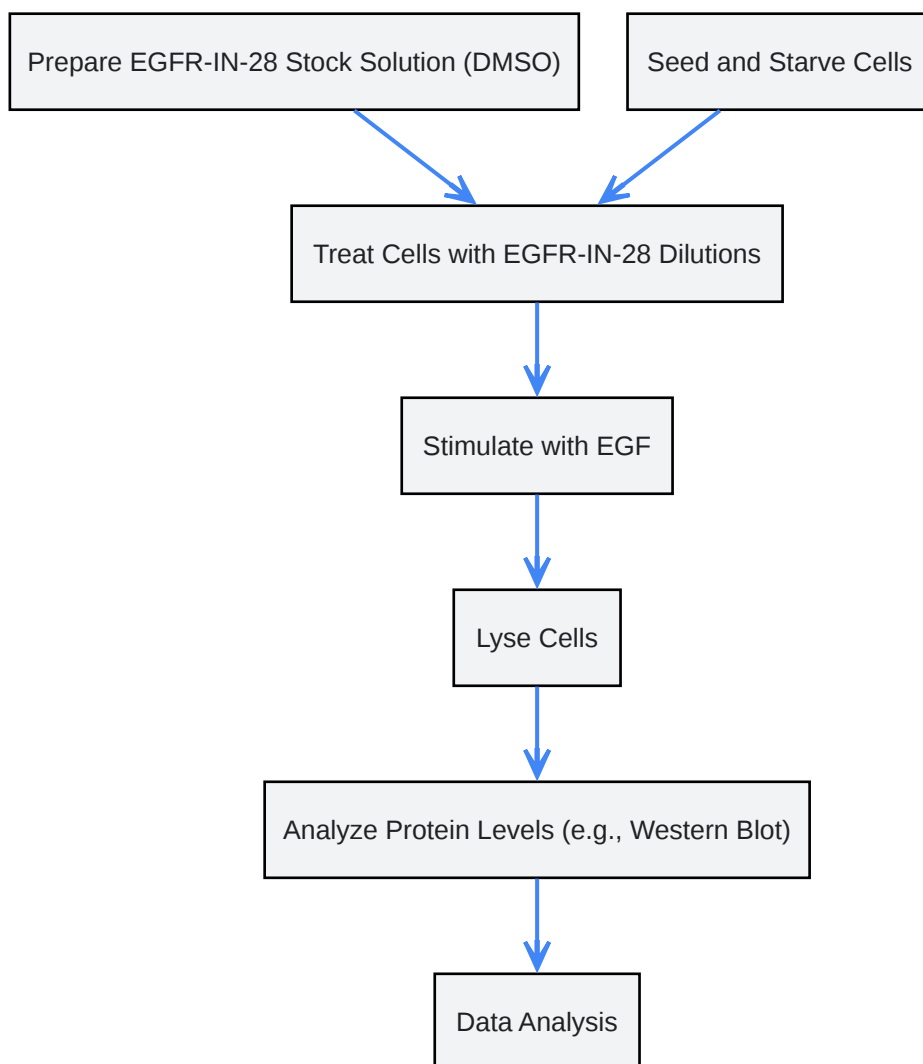 Prepare EGFR-IN-28 Stock Solution (DMSO)
Seed and Starve Cells
Treat Cells with EGFR-IN-28 Dilutions
Stimulate with EGF
Lyse Cells
Analyze Protein Levels (e.g., Western Blot)
Data Analysis